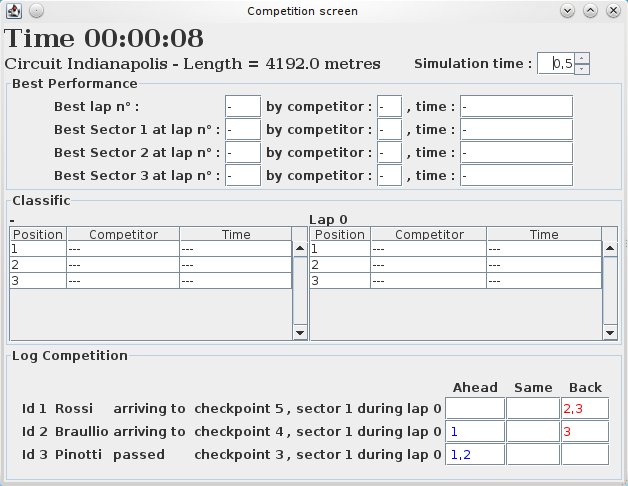 Competition screen
Time 00:00:08
Circuit Indianapolis - Length = 4192.0 metres Simulation time : 0,5
Best Performance
Best lap n° : - by competitor : - , time : -
Best Sector 1 at lap n° : - by competitor : - , time : -
Best Sector 2 at lap n° : - by competitor : - , time : -
Best Sector 3 at lap n° : - by competitor : - , time : -
Classific
- Lap 0
Position Competitor Time Position Competitor Time
1 --- --- 1 --- ---
2 --- --- 2 --- ---
3 --- --- 3 --- ---
Log Competition
Ahead Same Back
Id 1 Rossi arriving to checkpoint 5 , sector 1 during lap 0 2,3
Id 2 Braullio arriving to checkpoint 4 , sector 1 during lap 0 1 3
Id 3 Pinotti passed checkpoint 3 , sector 1 during lap 0 1,2